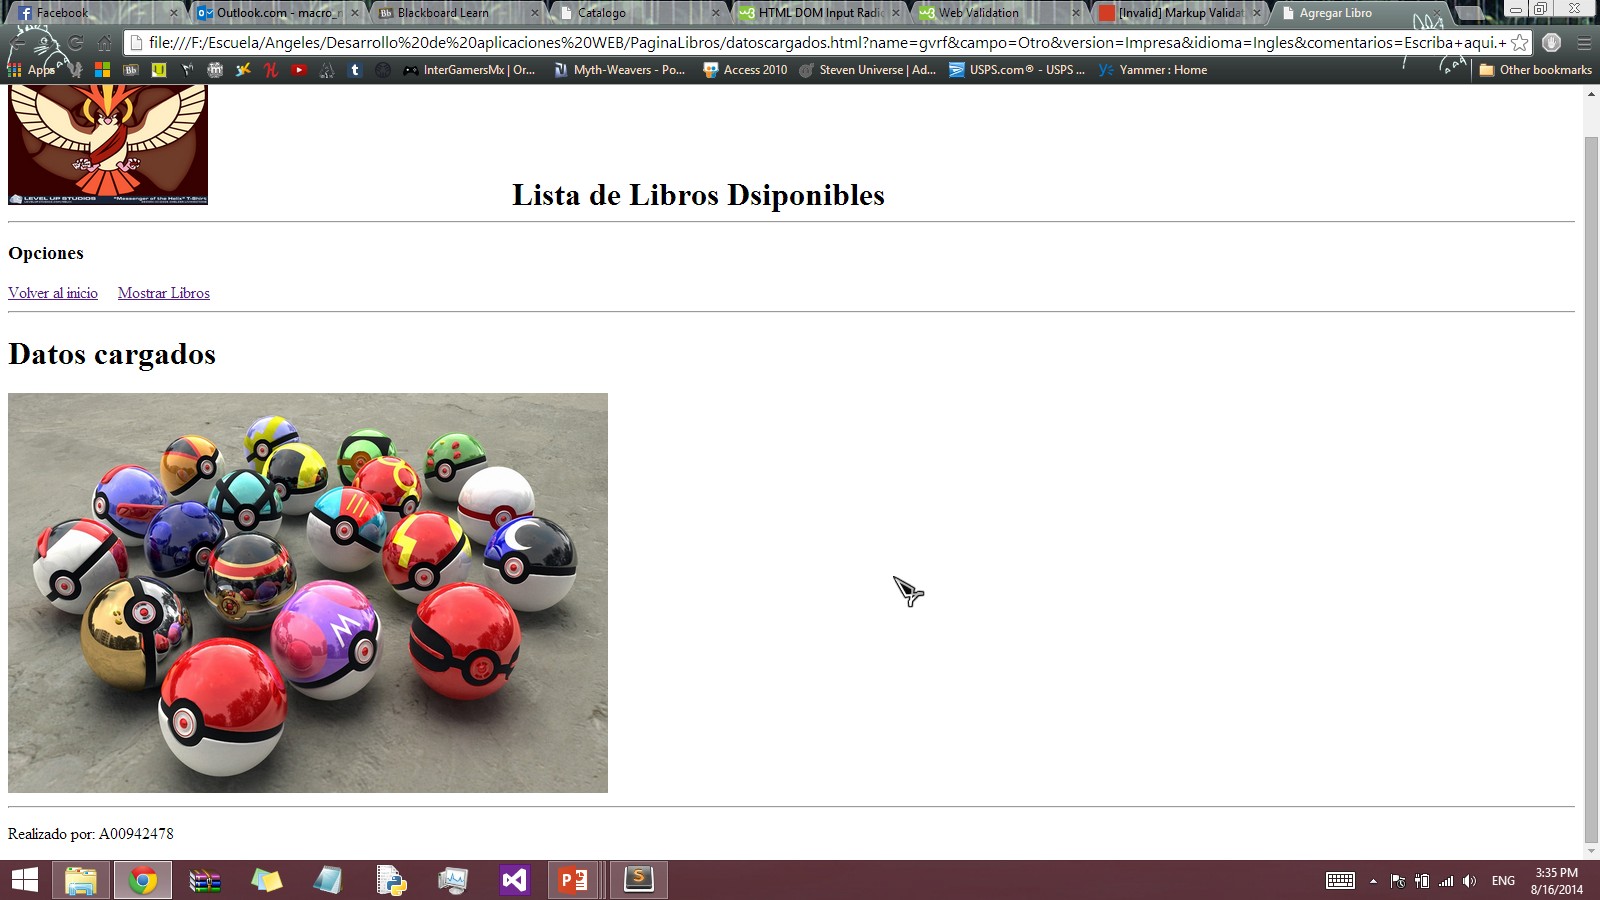 Facebook
Outlook.com - macro_r
Blackboard Learn
Catalogo
HTML DOM Input Radi
Web Validation
[Invalid] Markup Validat
Agregar Libro
file:///F:/Escuela/Angeles/Desarrollo%20de%20aplicaciones%20WEB/PaginaLibros/datoscargados.html?name=gvrf&campo=Otro&version=Impresa&idioma=Ingles&comentarios=Escriba+aqui.+
Apps
InterGamersMx | Or...
Myth-Weavers - Po...
Access 2010
Steven Universe | Ad...
USPS.com® - USPS ...
Yammer : Home
Other bookmarks
LEVEL UP STUDIOS
"Messenger of the Helix" T-Shirt
Lista de Libros Dsiponibles
Opciones
Volver al inicio
Mostrar Libros
Datos cargados
M
Realizado por: A00942478
ENG
3:35 PM
8/16/2014